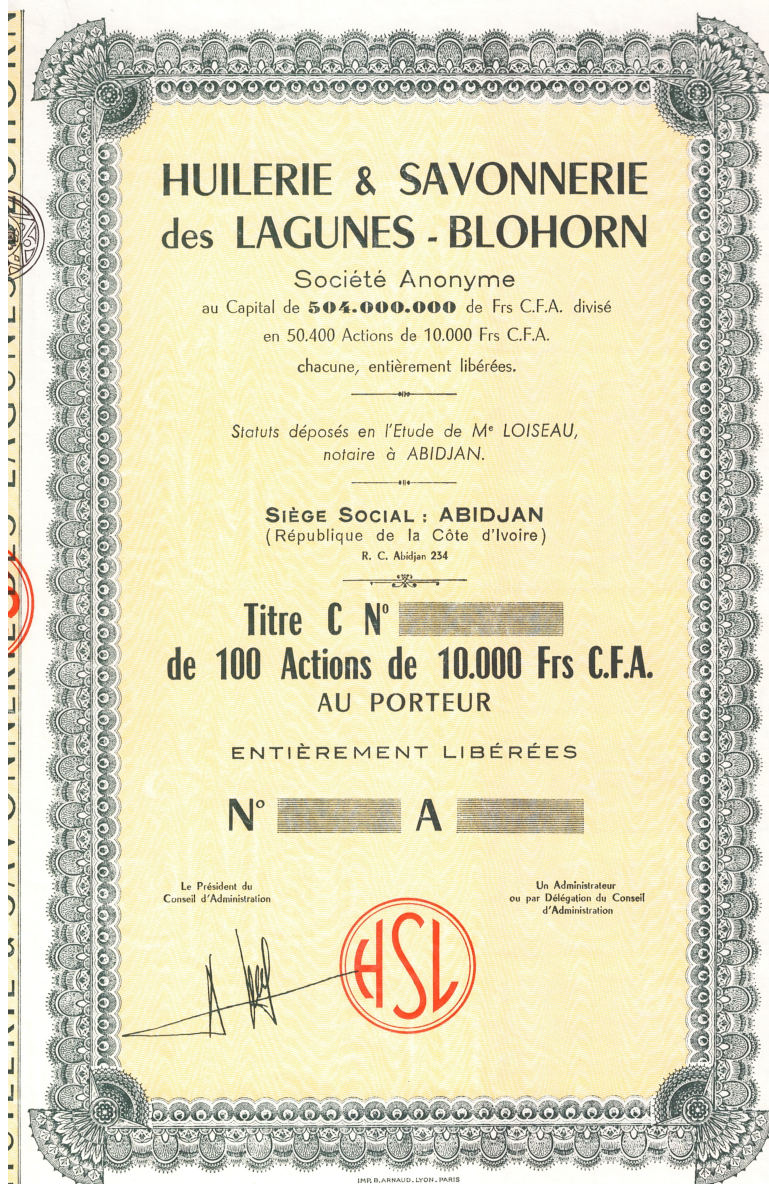 HUILERIE & SAVONNERIE
des LAGUNES - BLOHORN
Société Anonyme
au Capital de 504.000.000 de Frs C.F.A. divisé
en 50.400 Actions de 10.000 Frs C.F.A.
chacune, entièrement libérées.
Statuts déposés en l'Etude de Me LOISEAU,
notaire à ABIDJAN.
SIÈGE SOCIAL : ABIDJAN
(République de la Côte d'Ivoire)
R. C. Abidjan 234
Titre C No
de 100 Actions de 10.000 Frs C.F.A.
AU PORTEUR
ENTIÈREMENT LIBÉRÉES
No A
Le Président du
Conseil d'Administration
Un Administrateur
ou par Délégation du Conseil
d'Administration
HSL
IMP. B. ARNAUD. LYON. PARIS